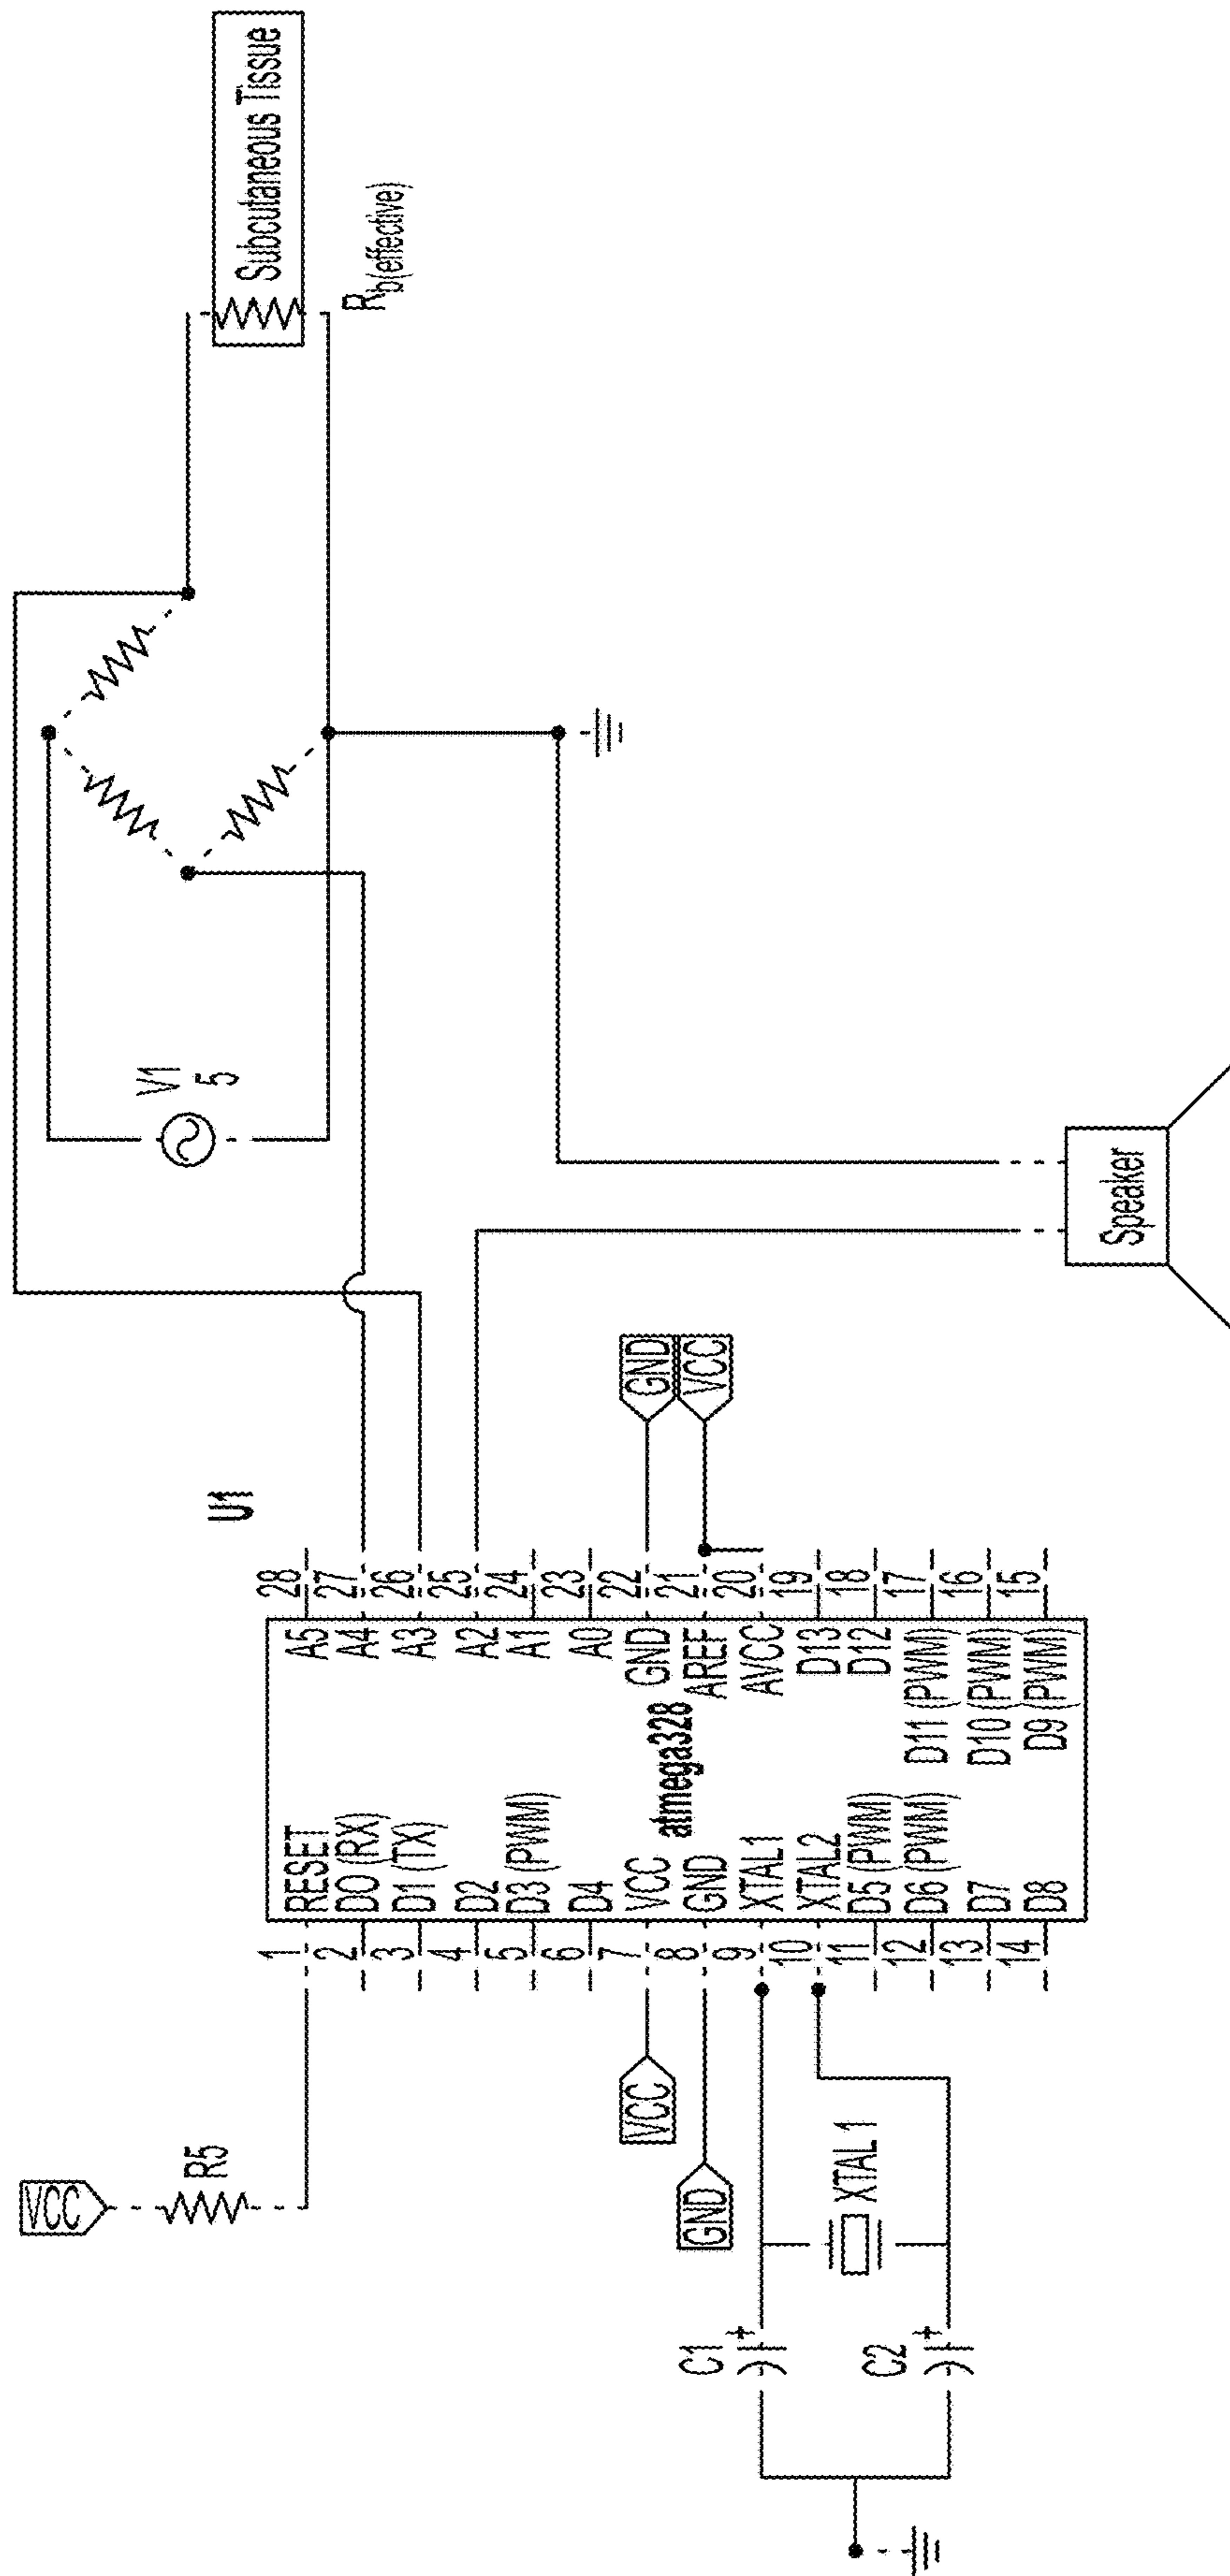 VCC
R5
VCC
GND
C1
C2
XTAL 1
U1
atmega328
1 RESET
2 DO (RX)
3 D1 (TX)
4 D2
5 D3 (PWM)
6 D4
7 VCC
8 GND
9 XTAL1
10 XTAL2
11 D5 (PWM)
12 D6 (PWM)
13 D7
14 D8
A5 28
A4 27
A3 26
A2 25
A1 24
A0 23
GND 22
AREF 21
AVCC 20
D13 19
D12 18
D11 (PWM) 17
D10 (PWM) 16
D9 (PWM) 15
GND
VCC
V1
5
Speaker
Subcutaneous Tissue
Rb(effective)